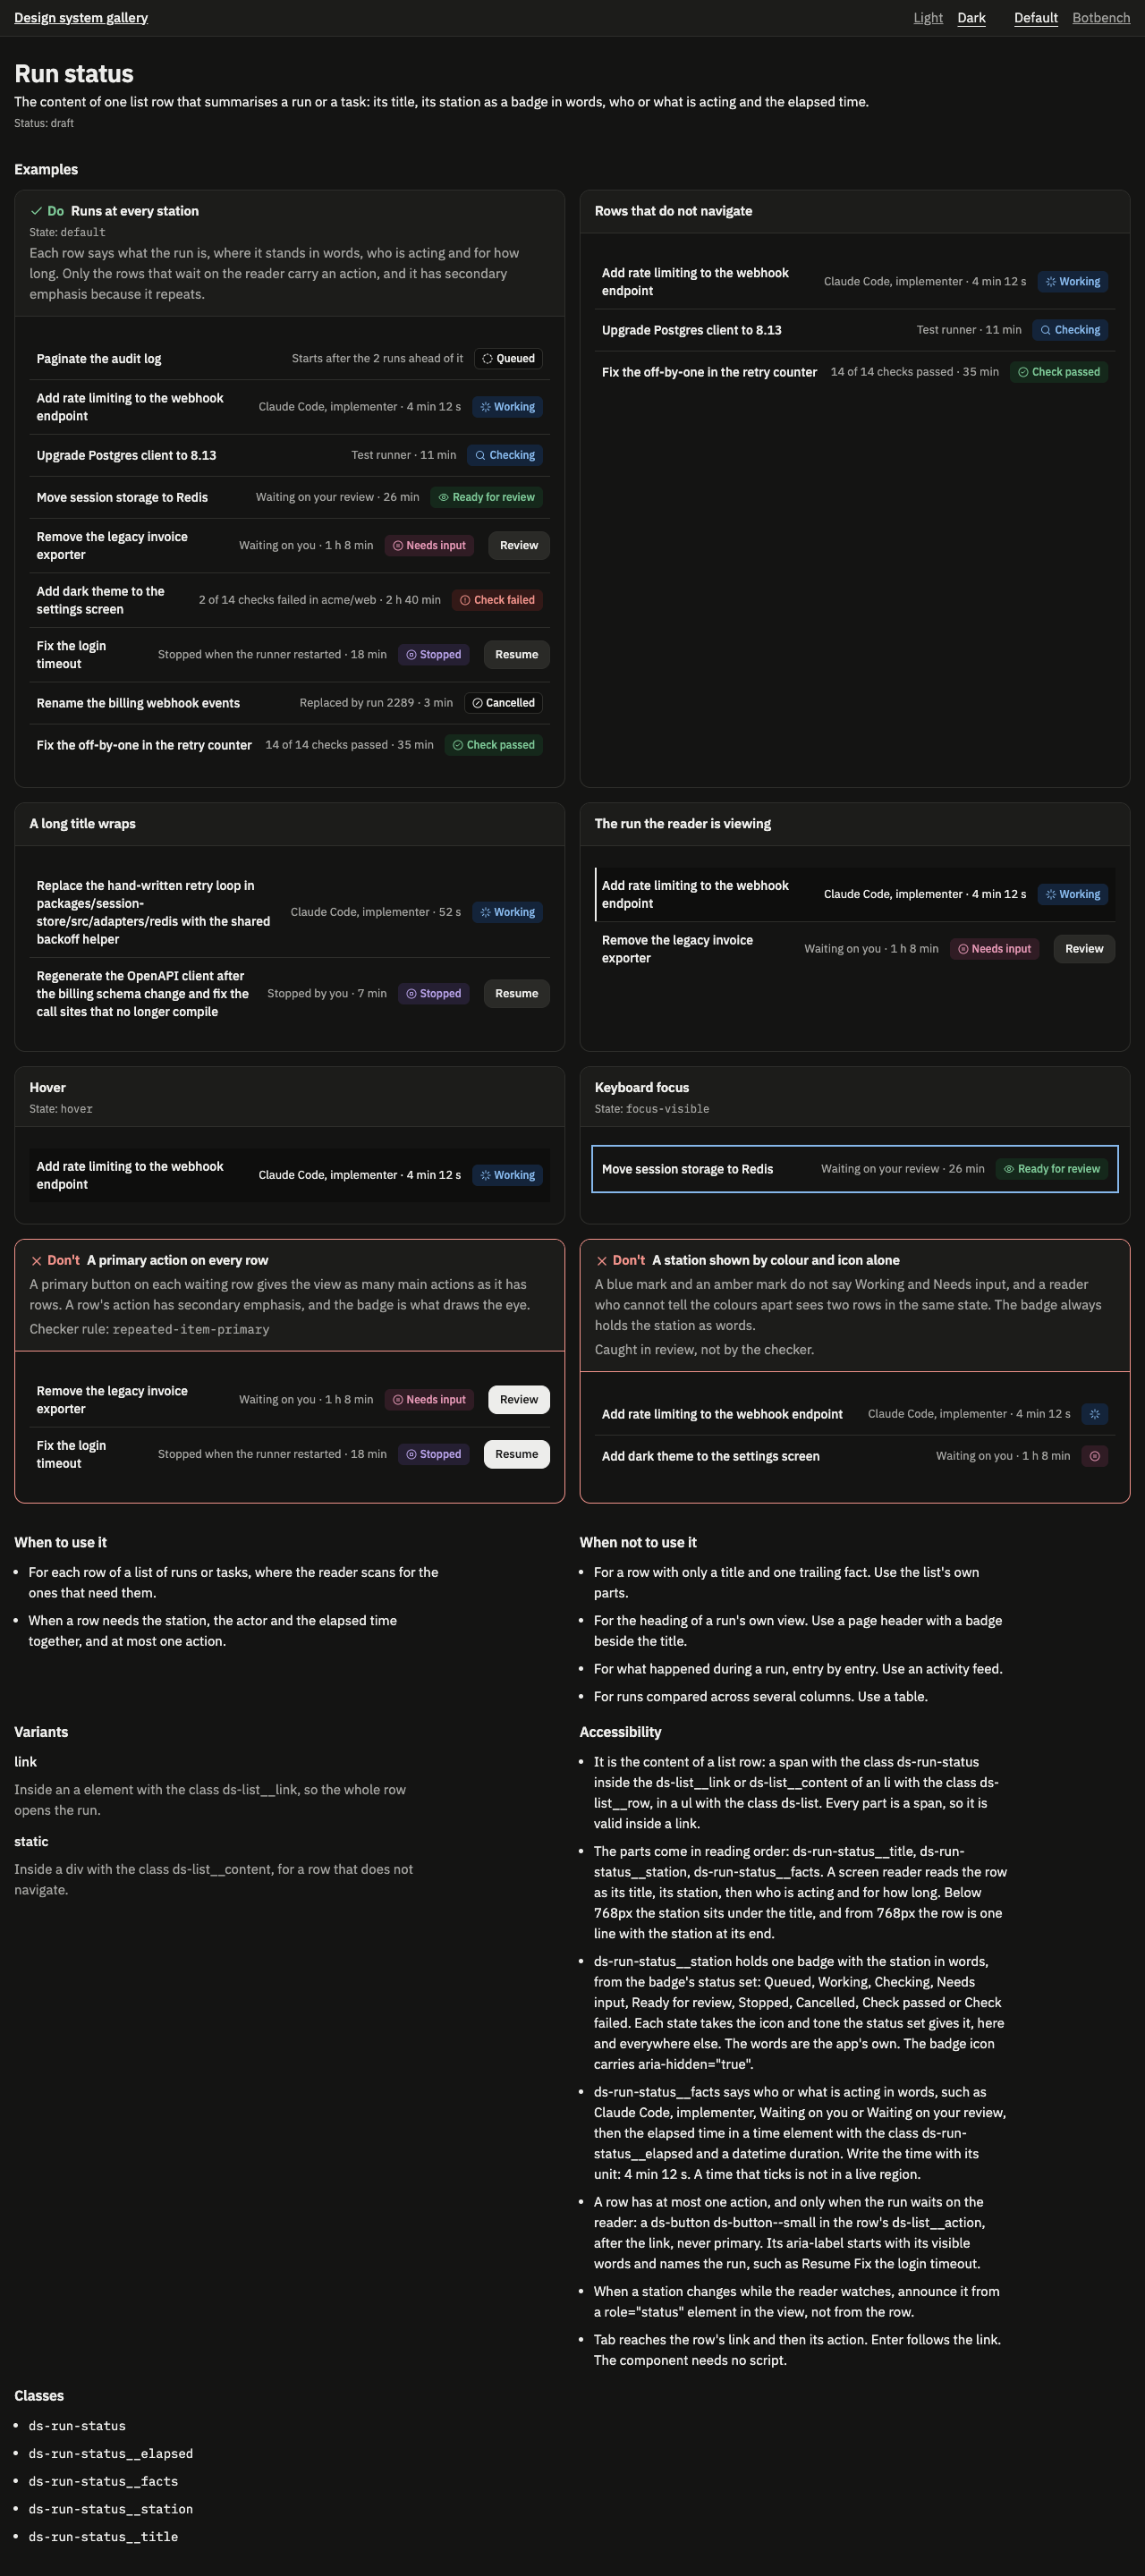 Design system gallery
Light Dark Default Botbench
Run status
The content of one list row that summarises a run or a task: its title, its station as a badge in words, who or what is acting and the elapsed time.
Status: draft
Examples
Do Runs at every station
State: default
Each row says what the run is, where it stands in words, who is acting and for how
long. Only the rows that wait on the reader carry an action, and it has secondary
emphasis because it repeats.
Paginate the audit log
Starts after the 2 runs ahead of it Queued
Add rate limiting to the webhook
endpoint
Claude Code, implementer · 4 min 12 s Working
Upgrade Postgres client to 8.13
Test runner · 11 min Checking
Move session storage to Redis
Waiting on your review · 26 min Ready for review
Remove the legacy invoice
exporter
Waiting on you · 1 h 8 min Needs input Review
Add dark theme to the
settings screen
2 of 14 checks failed in acme/web · 2 h 40 min Check failed
Fix the login
timeout
Stopped when the runner restarted · 18 min Stopped Resume
Rename the billing webhook events
Replaced by run 2289 · 3 min Cancelled
Fix the off-by-one in the retry counter
14 of 14 checks passed · 35 min Check passed
Rows that do not navigate
Add rate limiting to the webhook
endpoint
Claude Code, implementer · 4 min 12 s Working
Upgrade Postgres client to 8.13
Test runner · 11 min Checking
Fix the off-by-one in the retry counter
14 of 14 checks passed · 35 min Check passed
A long title wraps
Replace the hand-written retry loop in
packages/session-
store/src/adapters/redis with the shared
backoff helper
Claude Code, implementer · 52 s Working
Regenerate the OpenAPI client after
the billing schema change and fix the
call sites that no longer compile
Stopped by you · 7 min Stopped Resume
The run the reader is viewing
Add rate limiting to the webhook
endpoint
Claude Code, implementer · 4 min 12 s Working
Remove the legacy invoice
exporter
Waiting on you · 1 h 8 min Needs input Review
Hover
State: hover
Add rate limiting to the webhook
endpoint
Claude Code, implementer · 4 min 12 s Working
Keyboard focus
State: focus-visible
Move session storage to Redis
Waiting on your review · 26 min Ready for review
Don't A primary action on every row
A primary button on each waiting row gives the view as many main actions as it has
rows. A row's action has secondary emphasis, and the badge is what draws the eye.
Checker rule: repeated-item-primary
Remove the legacy invoice
exporter
Waiting on you · 1 h 8 min Needs input Review
Fix the login
timeout
Stopped when the runner restarted · 18 min Stopped Resume
Don't A station shown by colour and icon alone
A blue mark and an amber mark do not say Working and Needs input, and a reader
who cannot tell the colours apart sees two rows in the same state. The badge always
holds the station as words.
Caught in review, not by the checker.
Add rate limiting to the webhook endpoint
Claude Code, implementer · 4 min 12 s
Add dark theme to the settings screen
Waiting on you · 1 h 8 min
When to use it
For each row of a list of runs or tasks, where the reader scans for the
ones that need them.
When a row needs the station, the actor and the elapsed time
together, and at most one action.
When not to use it
For a row with only a title and one trailing fact. Use the list's own
parts.
For the heading of a run's own view. Use a page header with a badge
beside the title.
For what happened during a run, entry by entry. Use an activity feed.
For runs compared across several columns. Use a table.
Variants
link
Inside an a element with the class ds-list__link, so the whole row
opens the run.
static
Inside a div with the class ds-list__content, for a row that does not
navigate.
Accessibility
It is the content of a list row: a span with the class ds-run-status
inside the ds-list__link or ds-list__content of an li with the class ds-
list__row, in a ul with the class ds-list. Every part is a span, so it is
valid inside a link.
The parts come in reading order: ds-run-status__title, ds-run-
status__station, ds-run-status__facts. A screen reader reads the row
as its title, its station, then who is acting and for how long. Below
768px the station sits under the title, and from 768px the row is one
line with the station at its end.
ds-run-status__station holds one badge with the station in words,
from the badge's status set: Queued, Working, Checking, Needs
input, Ready for review, Stopped, Cancelled, Check passed or Check
failed. Each state takes the icon and tone the status set gives it, here
and everywhere else. The words are the app's own. The badge icon
carries aria-hidden="true".
ds-run-status__facts says who or what is acting in words, such as
Claude Code, implementer, Waiting on you or Waiting on your review,
then the elapsed time in a time element with the class ds-run-
status__elapsed and a datetime duration. Write the time with its
unit: 4 min 12 s. A time that ticks is not in a live region.
A row has at most one action, and only when the run waits on the
reader: a ds-button ds-button--small in the row's ds-list__action,
after the link, never primary. Its aria-label starts with its visible
words and names the run, such as Resume Fix the login timeout.
When a station changes while the reader watches, announce it from
a role="status" element in the view, not from the row.
Tab reaches the row's link and then its action. Enter follows the link.
The component needs no script.
Classes
ds-run-status
ds-run-status__elapsed
ds-run-status__facts
ds-run-status__station
ds-run-status__title